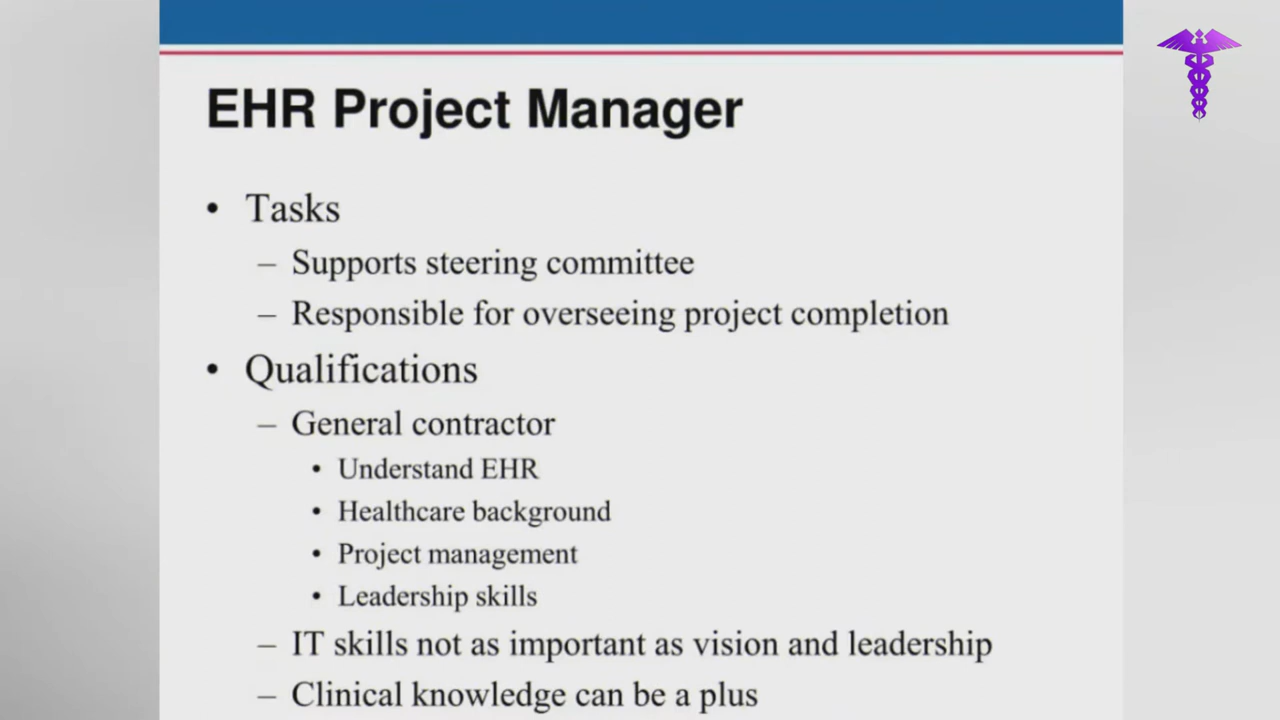 EHR Project Manager
• Tasks
– Supports steering committee
– Responsible for overseeing project completion
• Qualifications
– General contractor
• Understand EHR
• Healthcare background
• Project management
• Leadership skills
– IT skills not as important as vision and leadership
– Clinical knowledge can be a plus